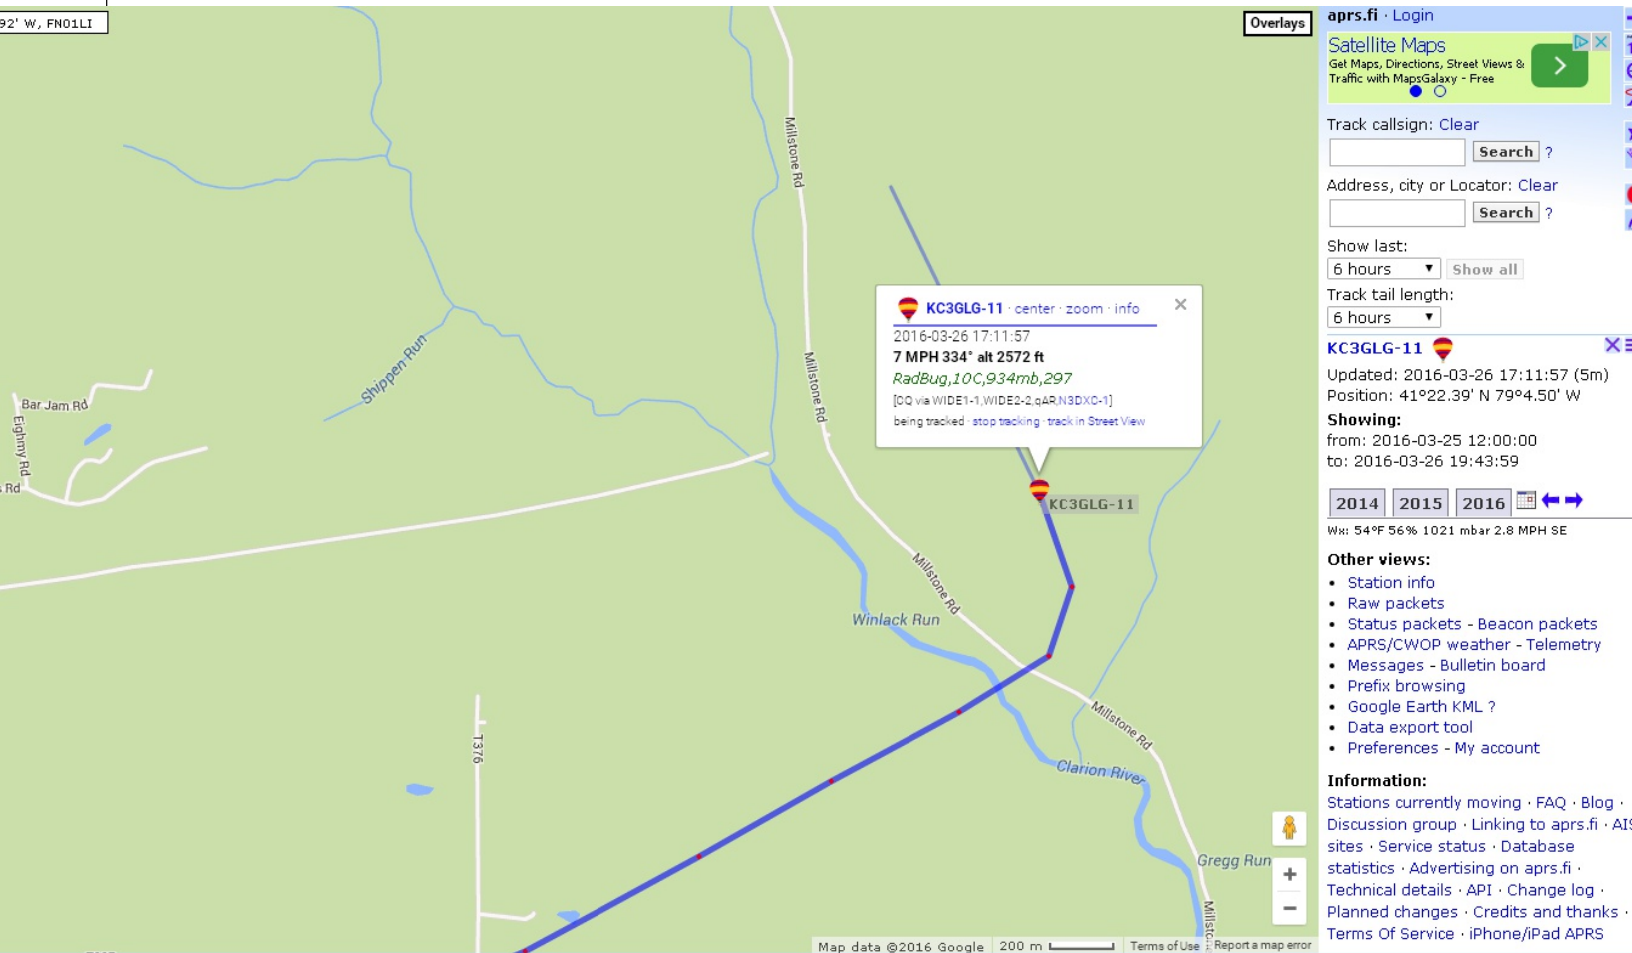 92' W, FN01LI
Overlays
Millstone Rd
Millstone Rd
Millstone Rd
Millstone Rd
Shippen Run
Bar Jam Rd
Eighmy Rd
Rd
Winlack Run
T376
Clarion River
Gregg Run
KC3GLG-11 · center · zoom · info
2016-03-26 17:11:57
7 MPH 334° alt 2572 ft
RadBug,10C,934mb,297
[CQ via WIDE1-1,WIDE2-2,qAR,N3DXC-1]
being tracked · stop tracking · track in Street View
KC3GLG-11
+
−
Map data ©2016 Google 200 m Terms of Use Report a map error
aprs.fi · Login
Satellite Maps
Get Maps, Directions, Street Views &
Traffic with MapsGalaxy - Free
Track callsign: Clear
Search ?
Address, city or Locator: Clear
Search ?
Show last:
6 hours Show all
Track tail length:
6 hours
KC3GLG-11
Updated: 2016-03-26 17:11:57 (5m)
Position: 41°22.39' N 79°4.50' W
Showing:
from: 2016-03-25 12:00:00
to: 2016-03-26 19:43:59
2014 2015 2016
Wx: 54°F 56% 1021 mbar 2.8 MPH SE
Other views:
• Station info
• Raw packets
• Status packets - Beacon packets
• APRS/CWOP weather - Telemetry
• Messages - Bulletin board
• Prefix browsing
• Google Earth KML ?
• Data export tool
• Preferences - My account
Information:
Stations currently moving · FAQ · Blog ·
Discussion group · Linking to aprs.fi · AIS
sites · Service status · Database
statistics · Advertising on aprs.fi ·
Technical details · API · Change log ·
Planned changes · Credits and thanks ·
Terms Of Service · iPhone/iPad APRS